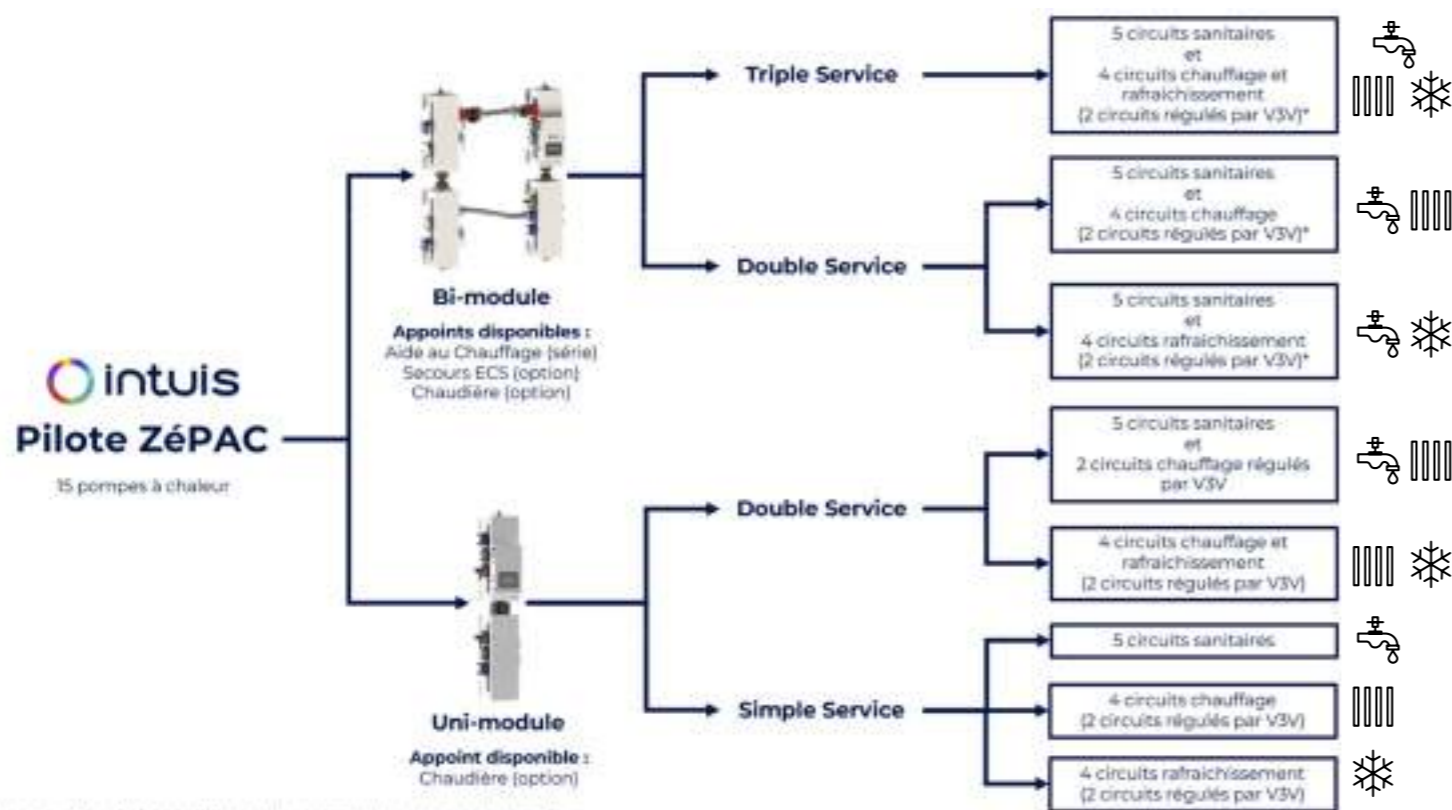 intuis
Pilote ZéPAC
15 pompes à chaleur
Bi-module
Appoints disponibles :
Aide au Chauffage (série)
Secours ECS (option)
Chaudière (option)
Triple Service
5 circuits sanitaires
et
4 circuits chauffage et
rafraichissement
(2 circuits régulés par V3V)*
Double Service
5 circuits sanitaires
et
4 circuits chauffage
(2 circuits régulés par V3V)*
5 circuits sanitaires
et
4 circuits rafraichissement
(2 circuits régulés par V3V)*
Uni-module
Appoint disponible :
Chaudière (option)
Double Service
5 circuits sanitaires
et
2 circuits chauffage régulés
par V3V
4 circuits chauffage et
rafraichissement
(2 circuits régulés par V3V)
Simple Service
5 circuits sanitaires
4 circuits chauffage
(2 circuits régulés par V3V)
4 circuits rafraichissement
(2 circuits régulés par V3V)